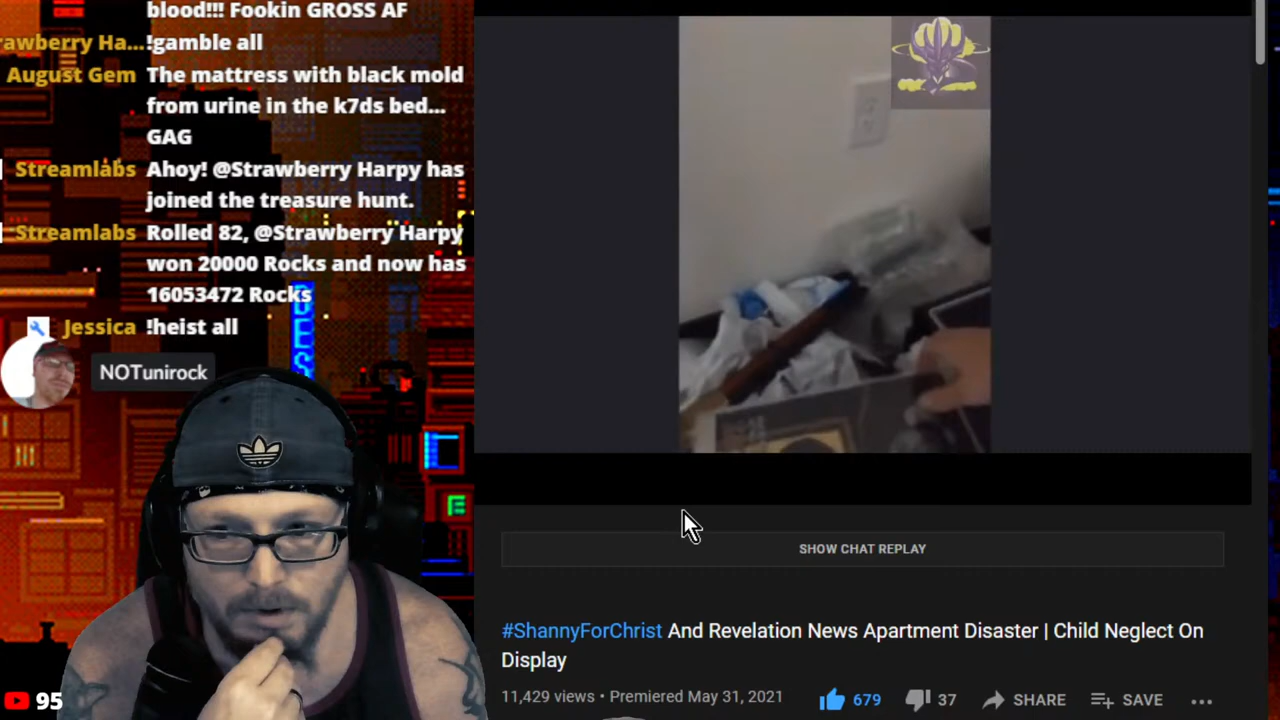 blood!!! Fookin GROSS AF
rawberry Ha... !gamble all
August Gem The mattress with black mold
from urine in the k7ds bed...
GAG
Streamlabs Ahoy! @Strawberry Harpy has
joined the treasure hunt.
Streamlabs Rolled 82, @Strawberry Harpy
won 20000 Rocks and now has
16053472 Rocks
Jessica !heist all
NOTunirock
SHOW CHAT REPLAY
#ShannyForChrist And Revelation News Apartment Disaster | Child Neglect On
Display
11,429 views • Premiered May 31, 2021
679
37
SHARE
SAVE
95